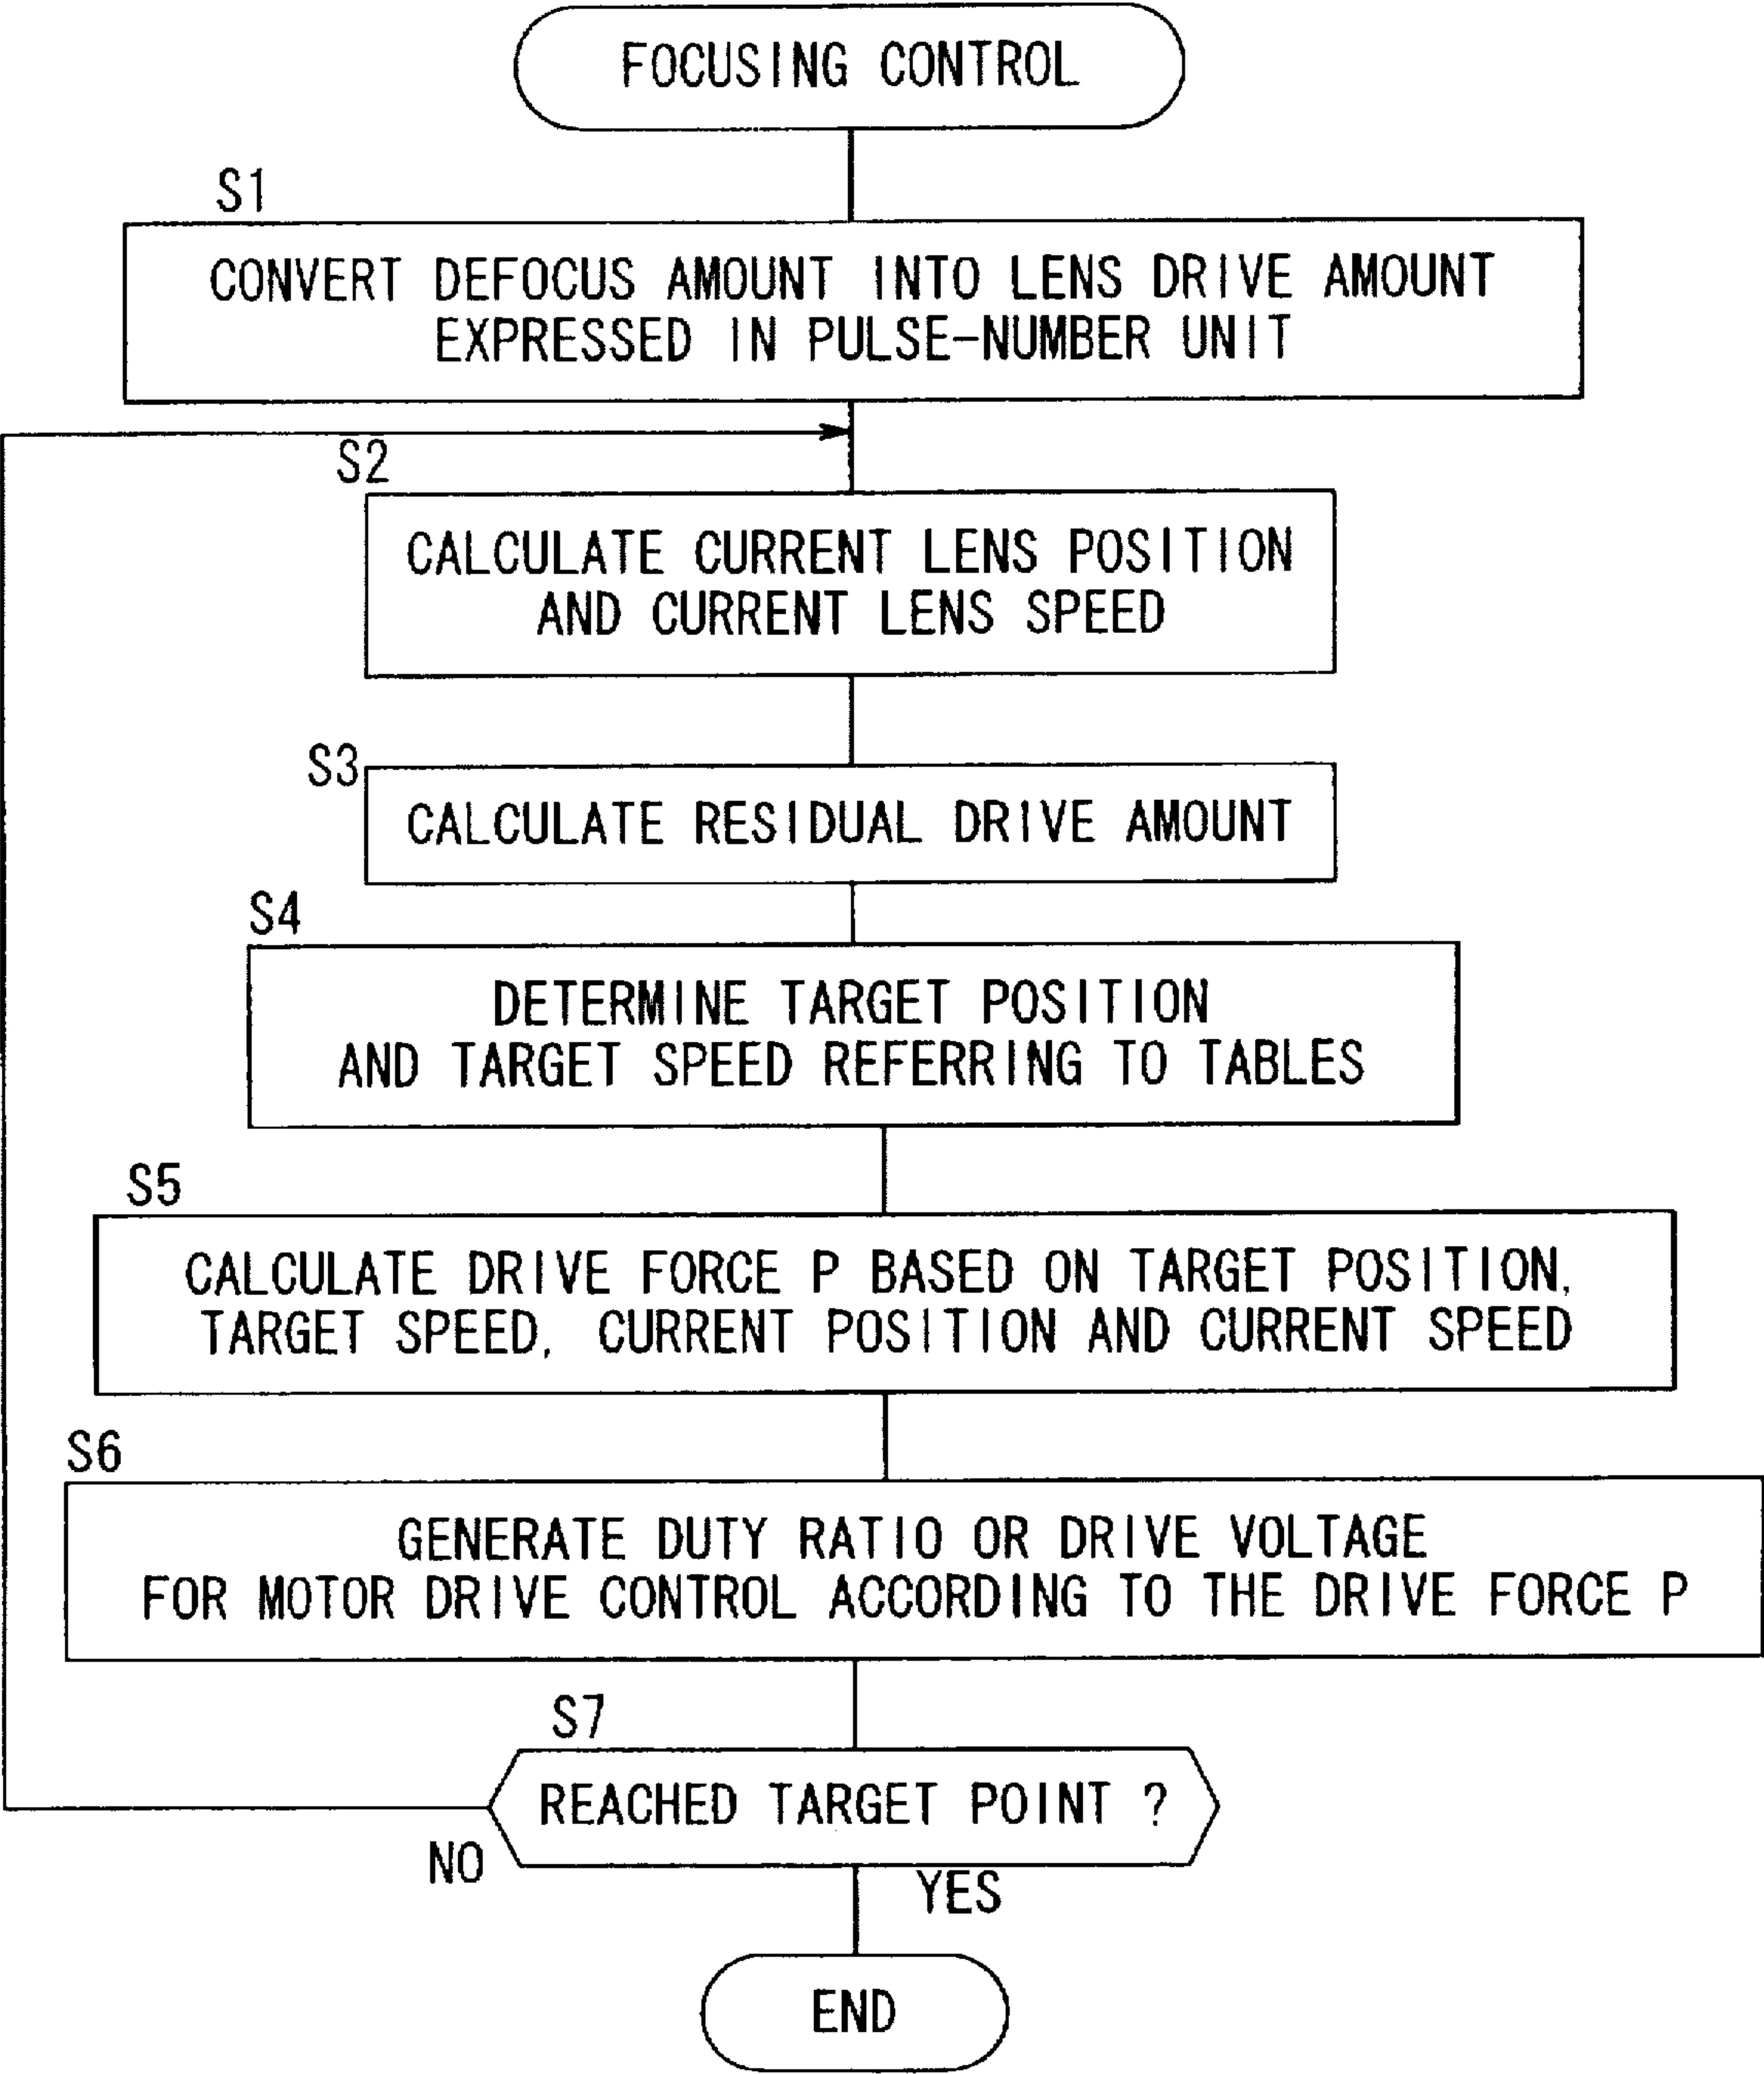 FOCUSING CONTROL
S1
CONVERT DEFOCUS AMOUNT INTO LENS DRIVE AMOUNT
EXPRESSED IN PULSE-NUMBER UNIT
S2
CALCULATE CURRENT LENS POSITION
AND CURRENT LENS SPEED
S3
CALCULATE RESIDUAL DRIVE AMOUNT
S4
DETERMINE TARGET POSITION
AND TARGET SPEED REFERRING TO TABLES
S5
CALCULATE DRIVE FORCE P BASED ON TARGET POSITION,
TARGET SPEED, CURRENT POSITION AND CURRENT SPEED
S6
GENERATE DUTY RATIO OR DRIVE VOLTAGE
FOR MOTOR DRIVE CONTROL ACCORDING TO THE DRIVE FORCE P
S7
REACHED TARGET POINT ?
NO
YES
END